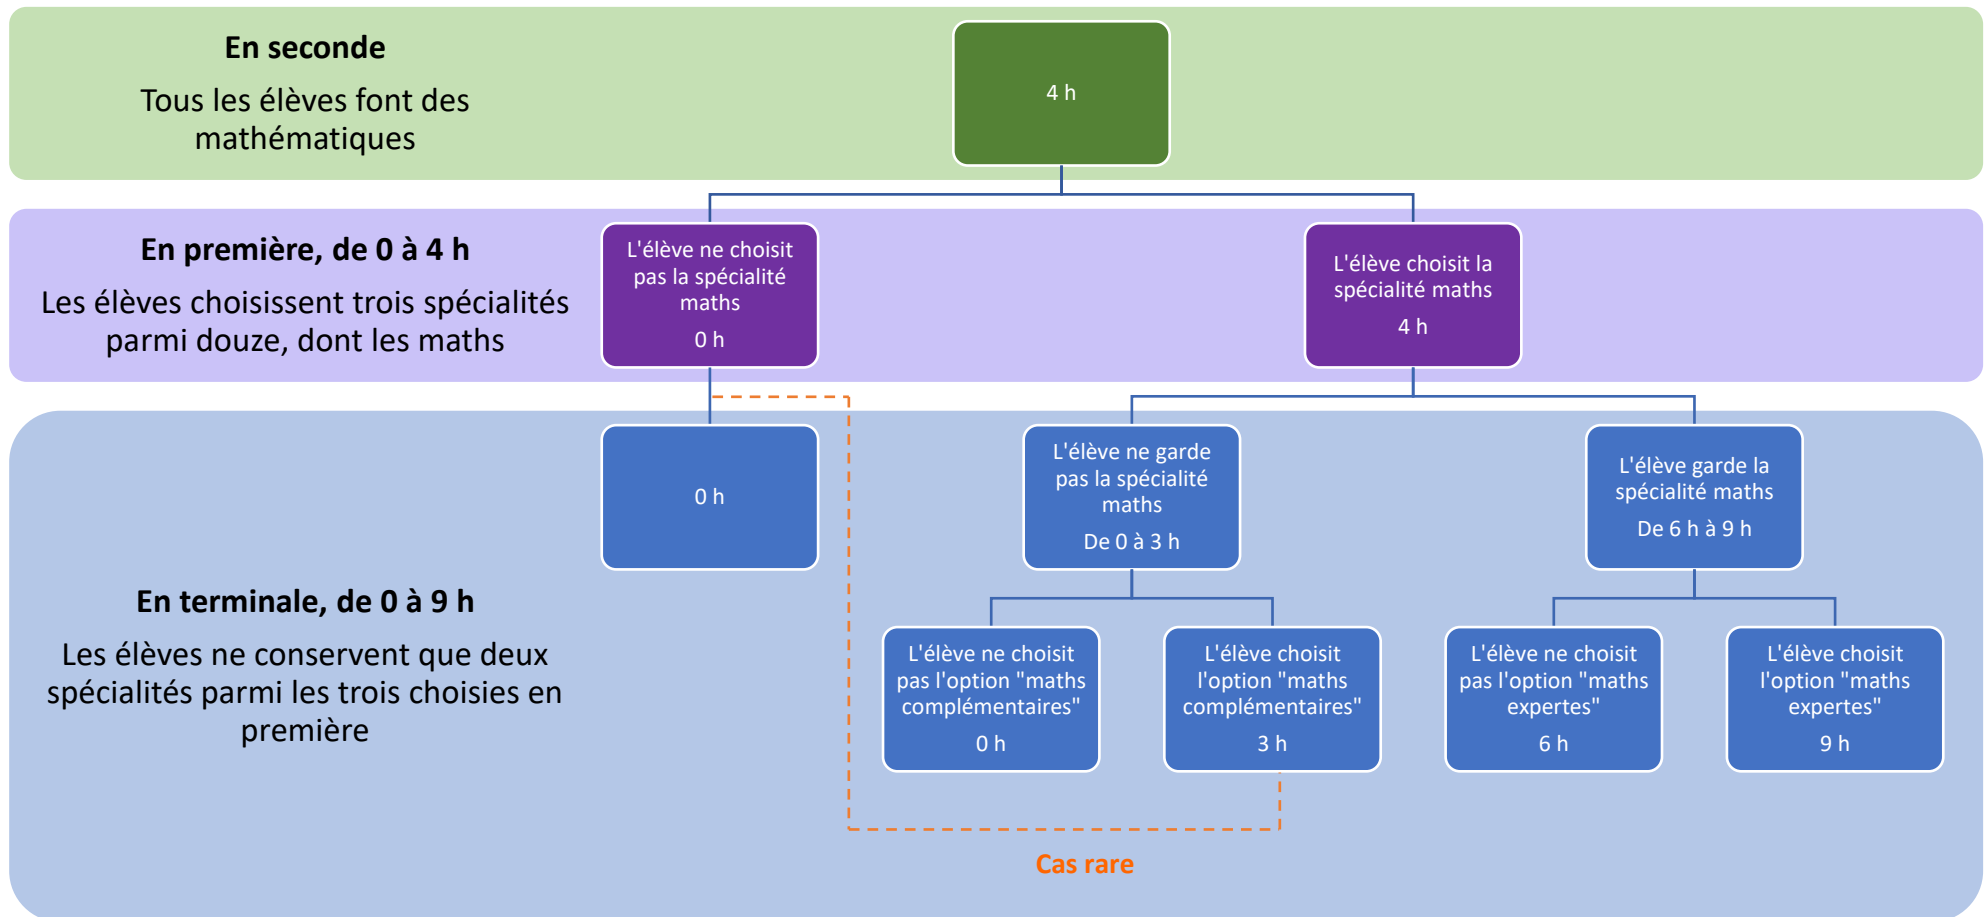 En seconde
Tous les élèves font des
mathématiques
4 h
En première, de 0 à 4 h
Les élèves choisissent trois spécialités
parmi douze, dont les maths
L'élève ne choisit
pas la spécialité
maths
0 h
L'élève choisit la
spécialité maths
4 h
En terminale, de 0 à 9 h
Les élèves ne conservent que deux
spécialités parmi les trois choisies en
première
0 h
L'élève ne garde
pas la spécialité
maths
De 0 à 3 h
L'élève garde la
spécialité maths
De 6 h à 9 h
L'élève ne choisit
pas l'option "maths
complémentaires"
0 h
L'élève choisit
l'option "maths
complémentaires"
3 h
L'élève ne choisit
pas l'option "maths
expertes"
6 h
L'élève choisit
l'option "maths
expertes"
9 h
Cas rare